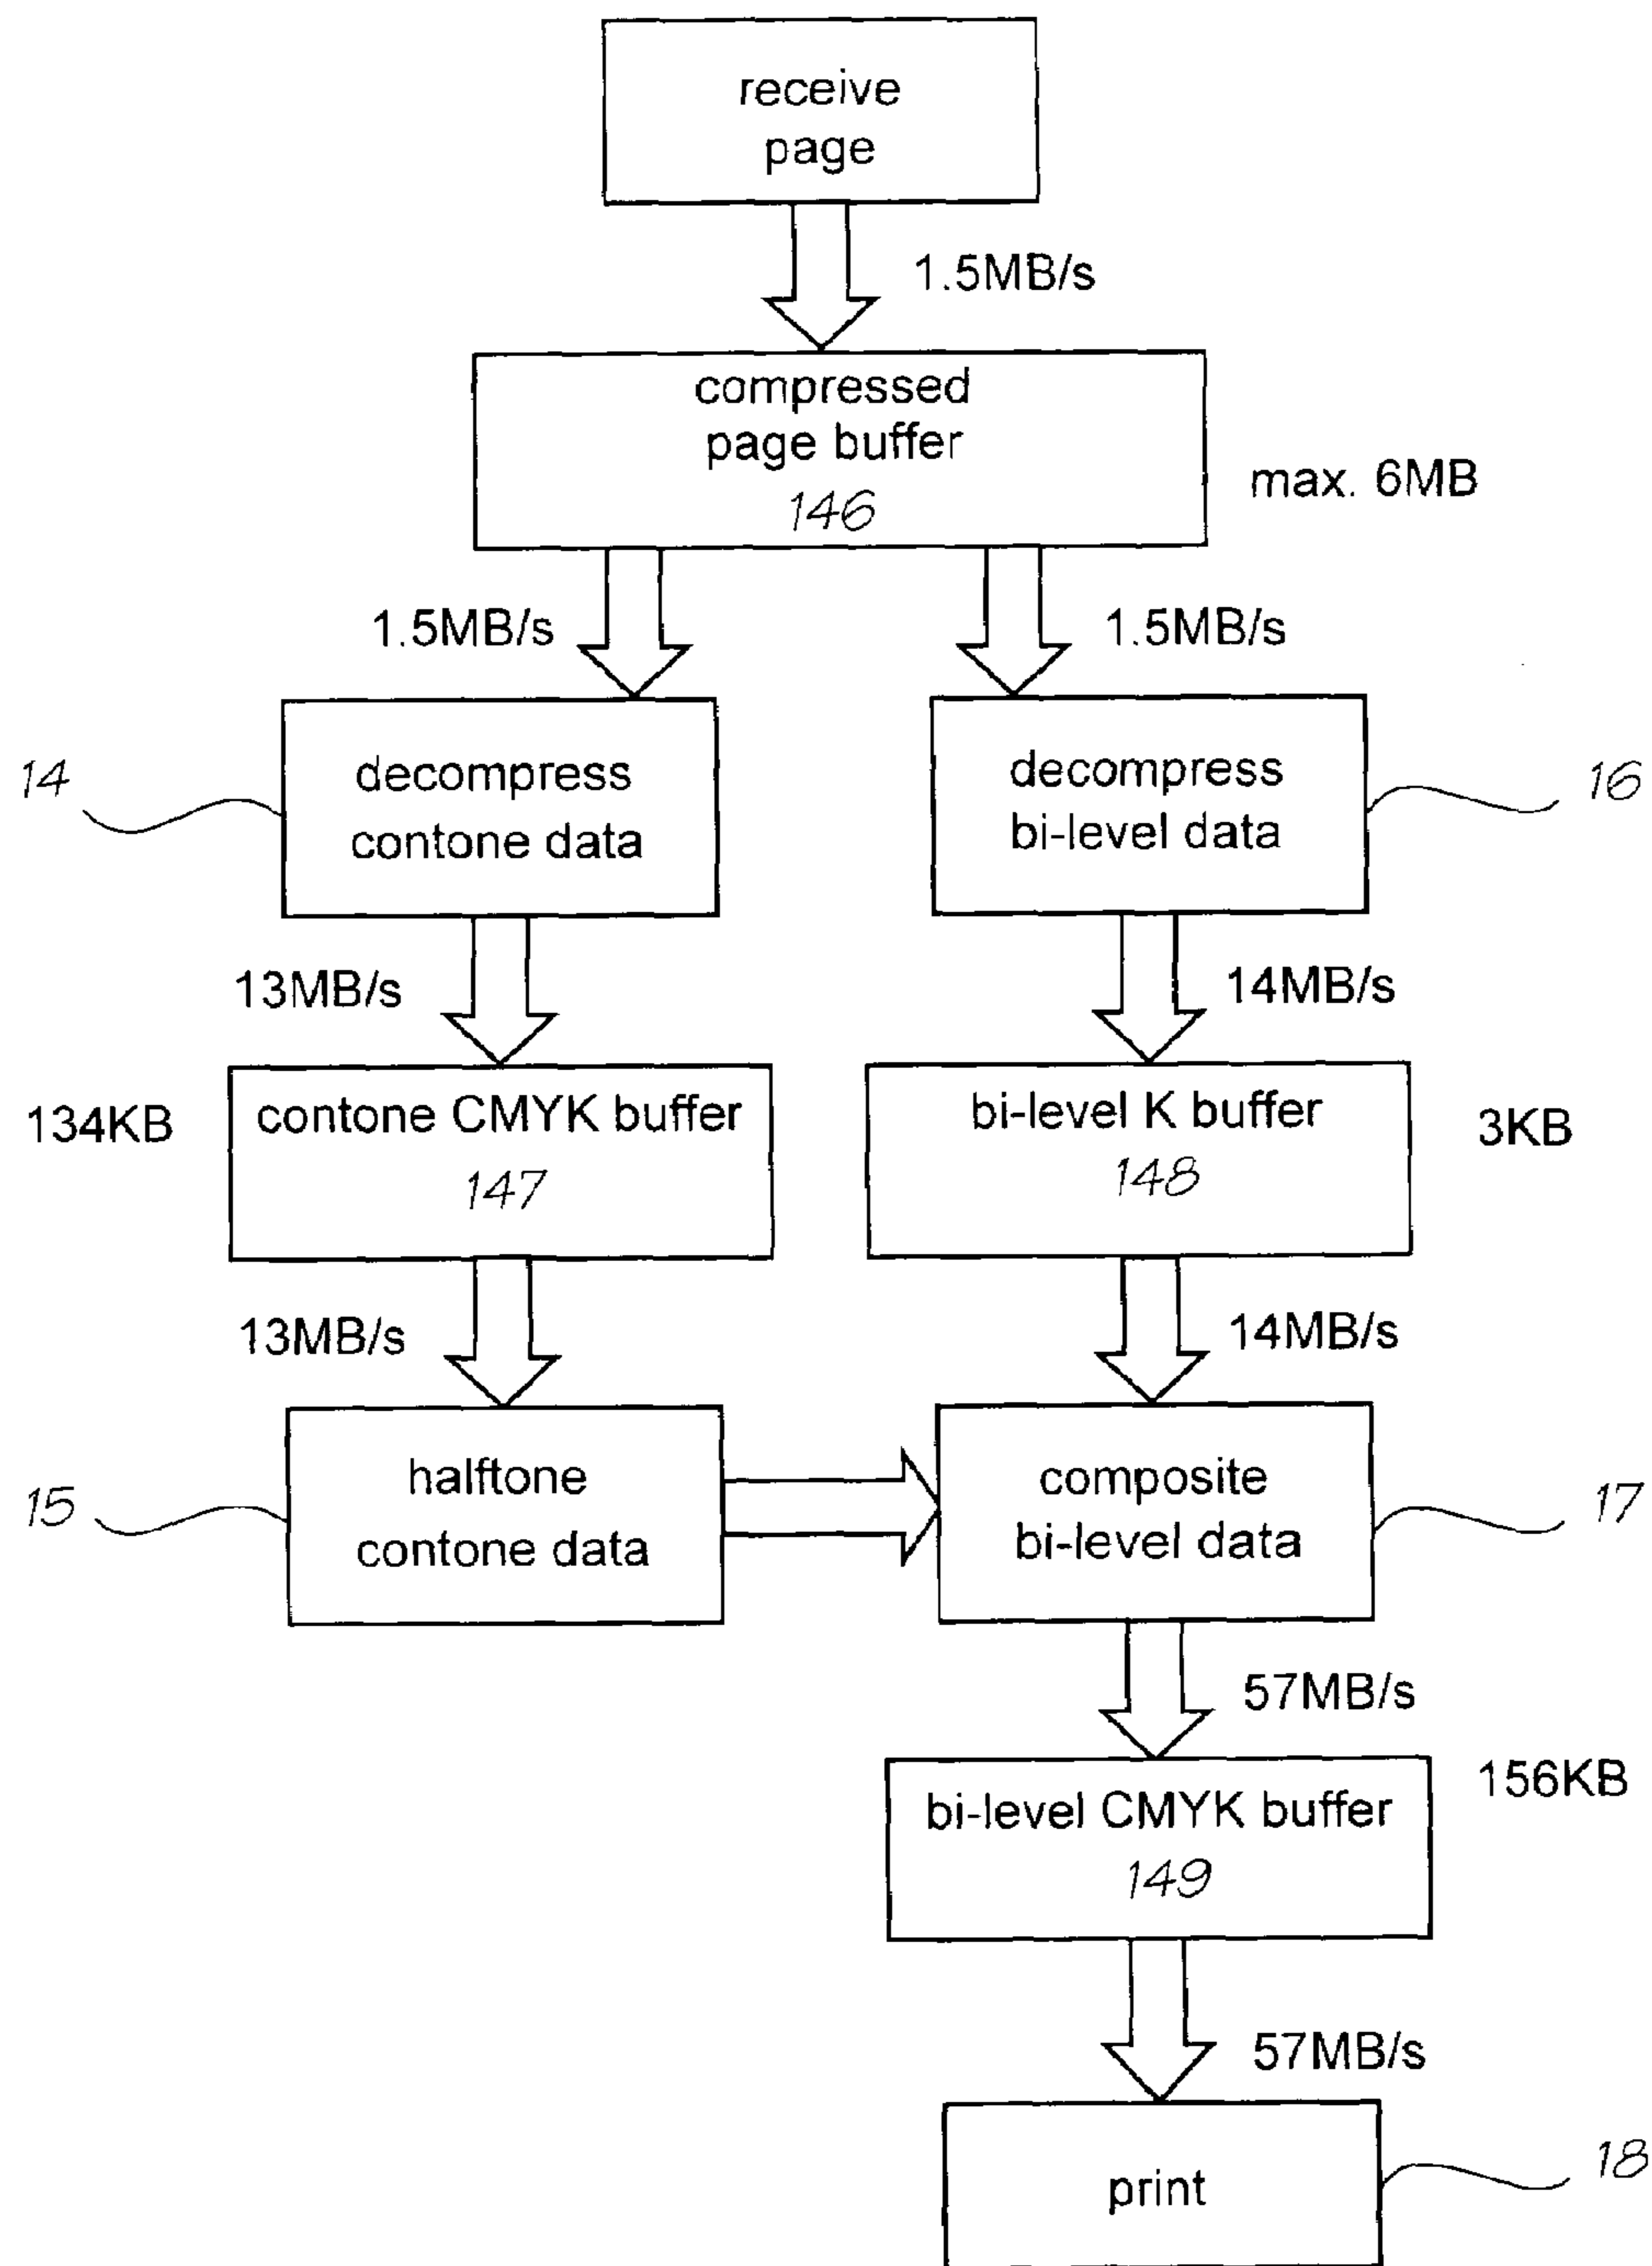 receive
page
1.5MB/s
compressed
page buffer
146
max. 6MB
1.5MB/s
1.5MB/s
14
decompress
contone data
decompress
bi-level data
16
13MB/s
14MB/s
134KB
contone CMYK buffer
147
bi-level K buffer
148
3KB
13MB/s
14MB/s
15
halftone
contone data
composite
bi-level data
17
57MB/s
bi-level CMYK buffer
149
156KB
57MB/s
print
18